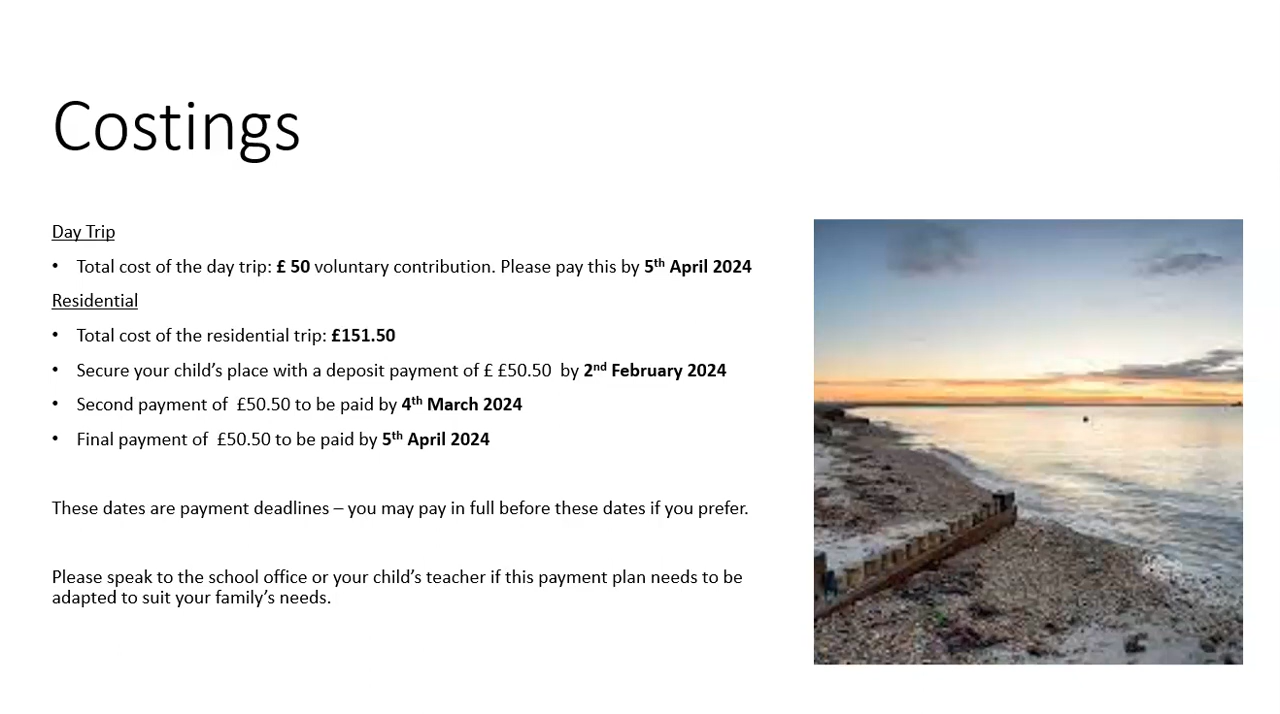 Costings
Day Trip
• Total cost of the day trip: £ 50 voluntary contribution. Please pay this by 5th April 2024
Residential
• Total cost of the residential trip: £151.50
• Secure your child’s place with a deposit payment of £ £50.50  by 2nd February 2024
• Second payment of  £50.50 to be paid by 4th March 2024
• Final payment of  £50.50 to be paid by 5th April 2024
These dates are payment deadlines – you may pay in full before these dates if you prefer.
Please speak to the school office or your child’s teacher if this payment plan needs to be
adapted to suit your family’s needs.